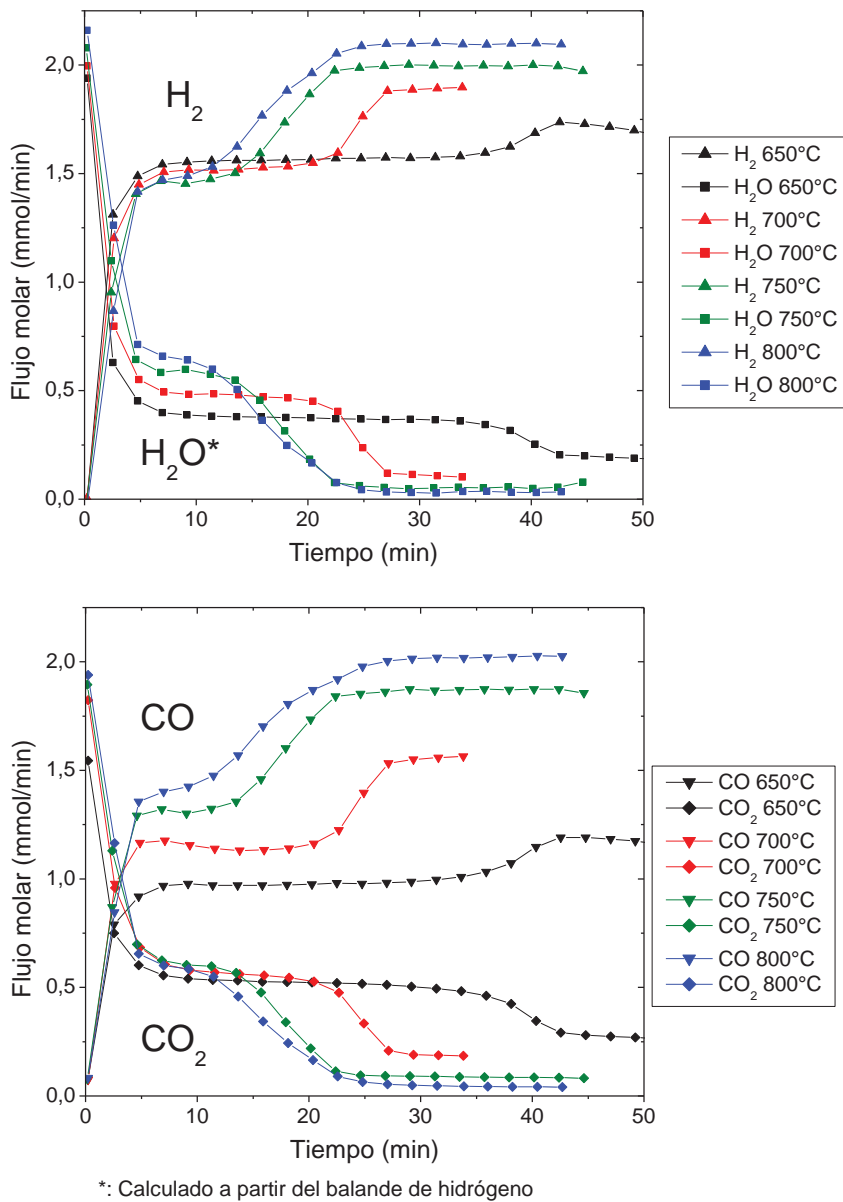 2,0
1,5
1,0
0,5
0,0
Flujo molar (mmol/min)
H2
H2O*
0
10
20
30
40
50
Tiempo (min)
H2 650°C
H2O 650°C
H2 700°C
H2O 700°C
H2 750°C
H2O 750°C
H2 800°C
H2O 800°C
2,0
1,5
1,0
0,5
0,0
Flujo molar (mmol/min)
CO
CO2
0
10
20
30
40
50
Tiempo (min)
CO 650°C
CO2 650°C
CO 700°C
CO2 700°C
CO 750°C
CO2 750°C
CO 800°C
CO2 800°C
*: Calculado a partir del balande de hidrógeno